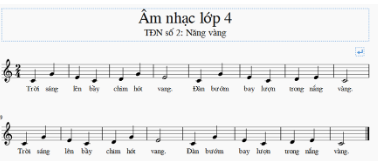 Âm nhạc lớp 4
TĐN số 2: Nắng vàng
Trời sáng lên bầy chim hót vang. Đàn bướm bay lượn trong nắng vàng.
Trời sáng lên bầy chim hót vang. Đàn bướm bay lượn trong nắng vàng.